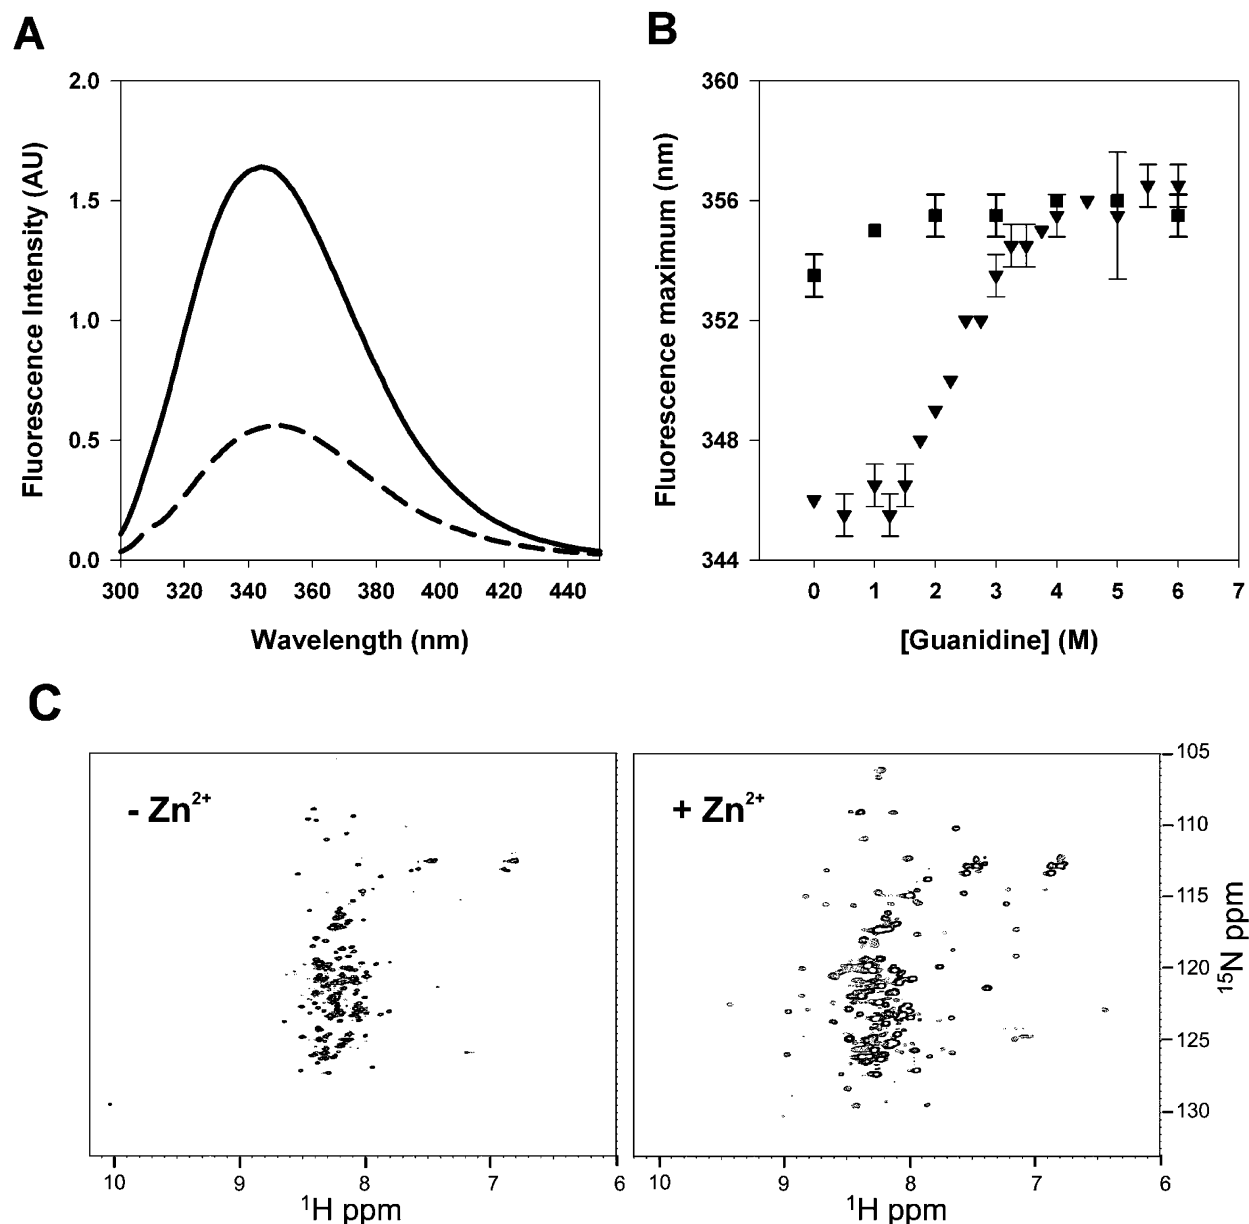 A
B
2.0
1.5
1.0
0.5
0.0
Fluorescence Intensity (AU)
300 320 340 360 380 400 420 440
Wavelength (nm)
360
356
352
348
344
Fluorescence maximum (nm)
0 1 2 3 4 5 6 7
[Guanidine] (M)
C
- Zn2+
+ Zn2+
105
110
115
120
125
130
15N ppm
10 9 8 7 6
1H ppm
10 9 8 7 6
1H ppm